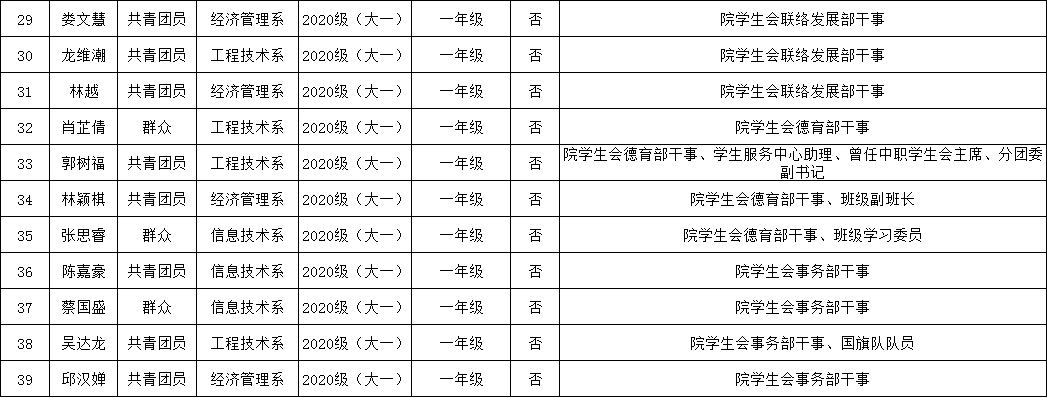 29 娄文慧 共青团员 经济管理系 2020级（大一） 一年级 否 院学生会联络发展部干事
30 龙维潮 共青团员 工程技术系 2020级（大一） 一年级 否 院学生会联络发展部干事
31 林越 共青团员 经济管理系 2020级（大一） 一年级 否 院学生会联络发展部干事
32 肖芷倩 群众 工程技术系 2020级（大一） 一年级 否 院学生会德育部干事
33 郭树福 共青团员 工程技术系 2020级（大一） 一年级 否 院学生会德育部干事、学生服务中心助理、曾任中职学生会主席、分团委
副书记
34 林颖棋 共青团员 经济管理系 2020级（大一） 一年级 否 院学生会德育部干事、班级副班长
35 张思睿 群众 信息技术系 2020级（大一） 一年级 否 院学生会德育部干事、班级学习委员
36 陈嘉豪 共青团员 信息技术系 2020级（大一） 一年级 否 院学生会事务部干事
37 蔡国盛 群众 信息技术系 2020级（大一） 一年级 否 院学生会事务部干事
38 吴达龙 共青团员 工程技术系 2020级（大一） 一年级 否 院学生会事务部干事、国旗队队员
39 邱汉婵 共青团员 经济管理系 2020级（大一） 一年级 否 院学生会事务部干事